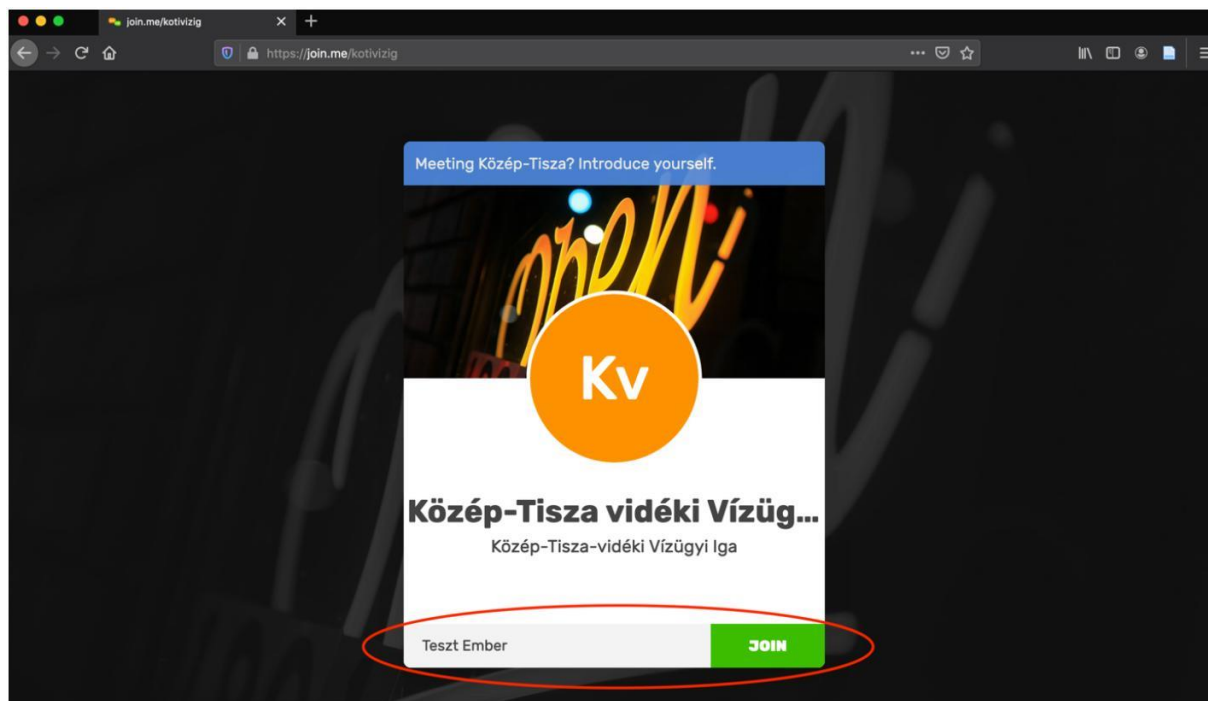 join.me/kotivizig
https://join.me/kotivizig
Meeting Közép-Tisza? Introduce yourself.
open
Kv
Közép-Tisza vidéki Vízüg...
Közép-Tisza-vidéki Vízügyi Iga
Teszt Ember
JOIN